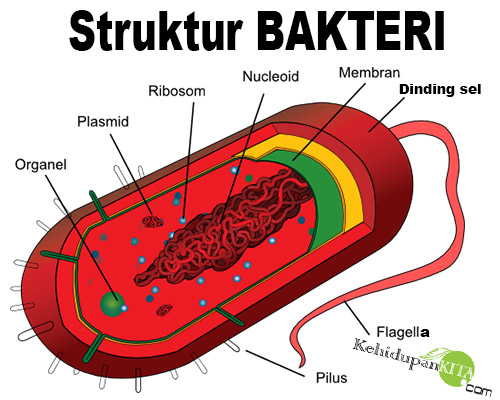 Struktur BAKTERI
Membran
Nucleoid
Dinding sel
Ribosom
Plasmid
Organel
Flagella
KehidupanKITA
.com
Pilus